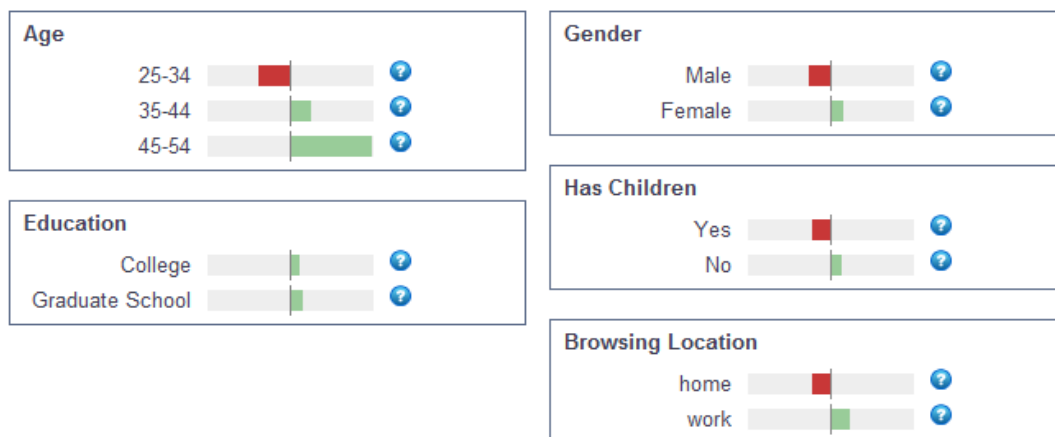 Age
25-34
?
35-44
?
45-54
?
Education
College
?
Graduate School
?
Gender
Male
?
Female
?
Has Children
Yes
?
No
?
Browsing Location
home
?
work
?